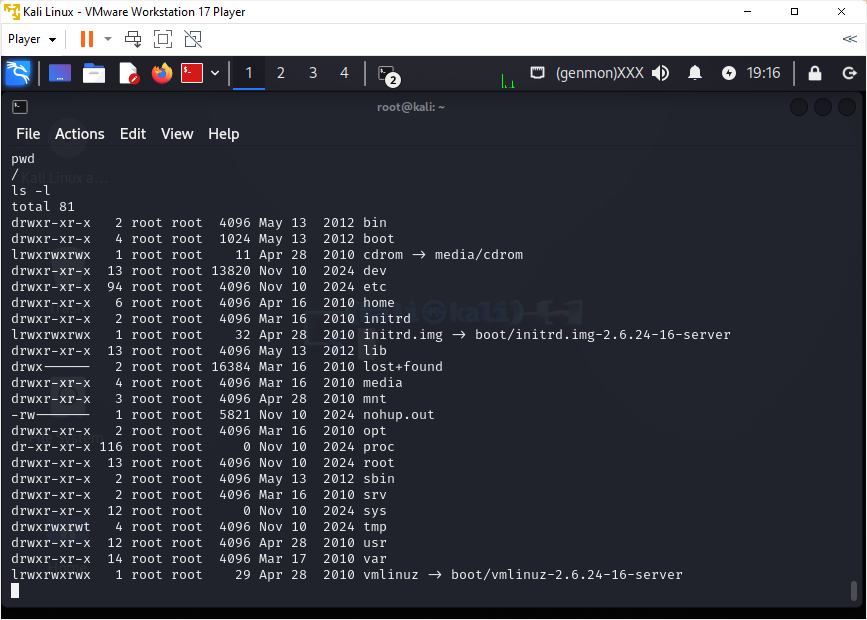 Kali Linux - VMware Workstation 17 Player
Player
1 2 3 4 2 (genmon)XXX 19:16
root@kali: ~
File Actions Edit View Help
pwd
/
ls -l
total 81
drwxr-xr-x   2 root root  4096 May 13  2012 bin
drwxr-xr-x   4 root root  1024 May 13  2012 boot
lrwxrwxrwx   1 root root    11 Apr 28  2010 cdrom → media/cdrom
drwxr-xr-x  13 root root 13820 Nov 10  2024 dev
drwxr-xr-x  94 root root  4096 Nov 10  2024 etc
drwxr-xr-x   6 root root  4096 Apr 16  2010 home
drwxr-xr-x   2 root root  4096 Mar 16  2010 initrd
lrwxrwxrwx   1 root root    32 Apr 28  2010 initrd.img → boot/initrd.img-2.6.24-16-server
drwxr-xr-x  13 root root  4096 May 13  2012 lib
drwx------   2 root root 16384 Mar 16  2010 lost+found
drwxr-xr-x   4 root root  4096 Mar 16  2010 media
drwxr-xr-x   3 root root  4096 Apr 28  2010 mnt
-rw-------   1 root root  5821 Nov 10  2024 nohup.out
drwxr-xr-x   2 root root  4096 Mar 16  2010 opt
dr-xr-xr-x 116 root root     0 Nov 10  2024 proc
drwxr-xr-x  13 root root  4096 Nov 10  2024 root
drwxr-xr-x   2 root root  4096 May 13  2012 sbin
drwxr-xr-x   2 root root  4096 Mar 16  2010 srv
drwxr-xr-x  12 root root     0 Nov 10  2024 sys
drwxrwxrwt   4 root root  4096 Nov 10  2024 tmp
drwxr-xr-x  12 root root  4096 Apr 28  2010 usr
drwxr-xr-x  14 root root  4096 Mar 17  2010 var
lrwxrwxrwx   1 root root    29 Apr 28  2010 vmlinuz → boot/vmlinuz-2.6.24-16-server